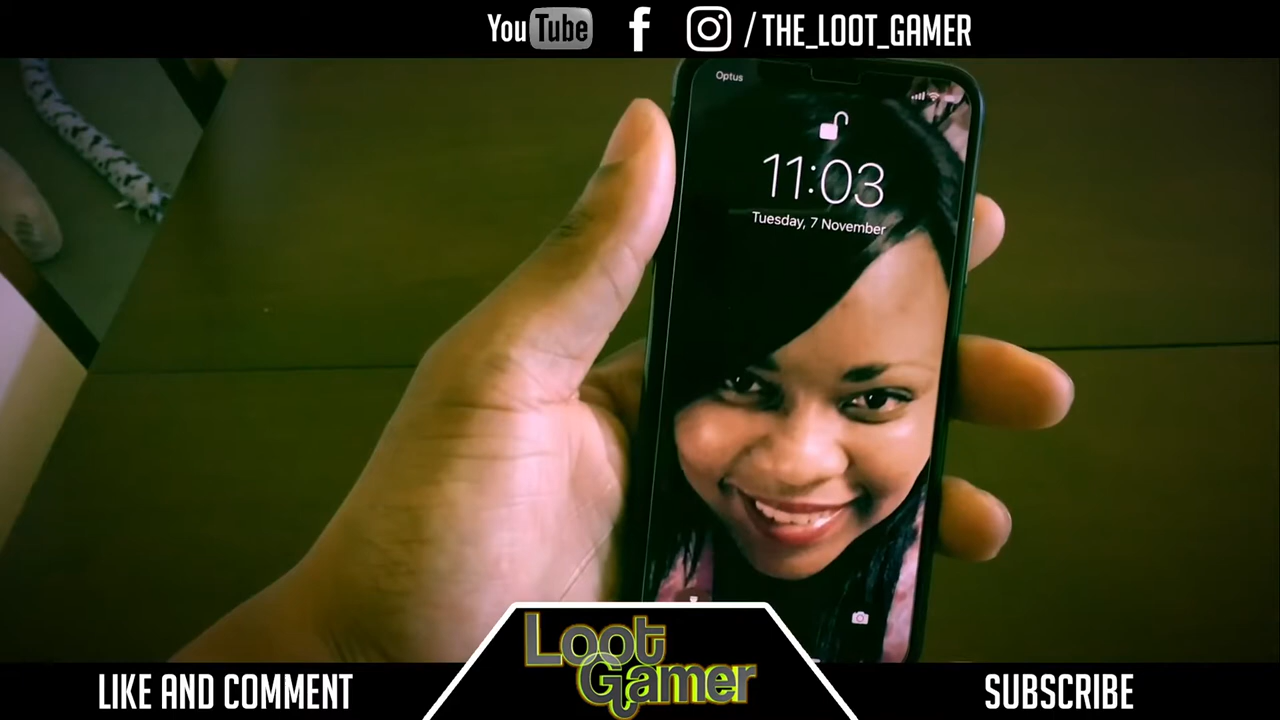 YouTube f / THE_LOOT_GAMER
Optus
11:03
Tuesday, 7 November
Loot
Gamer
LIKE AND COMMENT
SUBSCRIBE